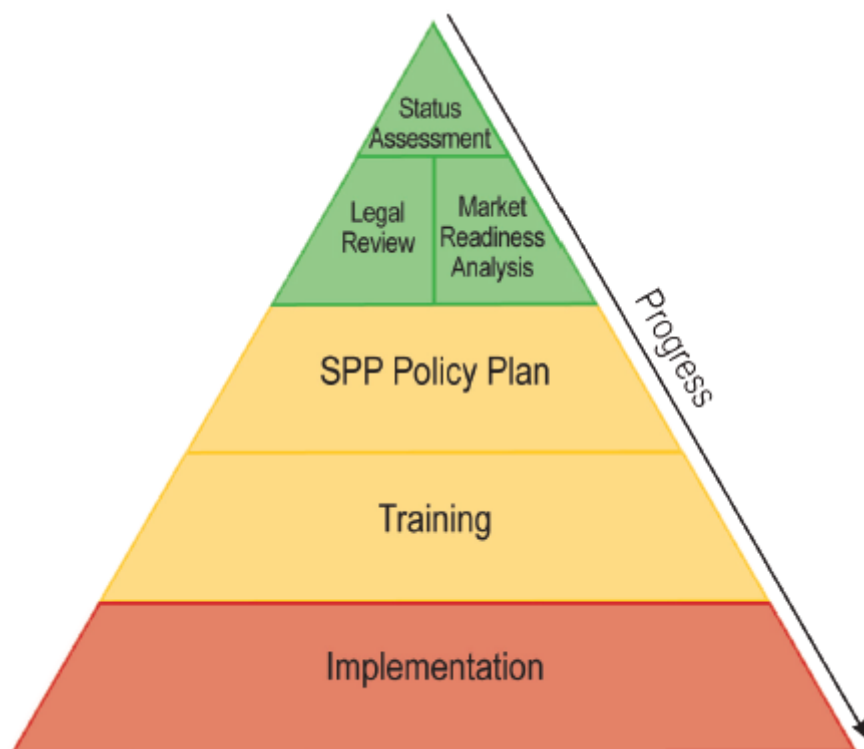 Status
Assessment
Legal
Review
Market
Readiness
Analysis
SPP Policy Plan
Progress
Training
Implementation